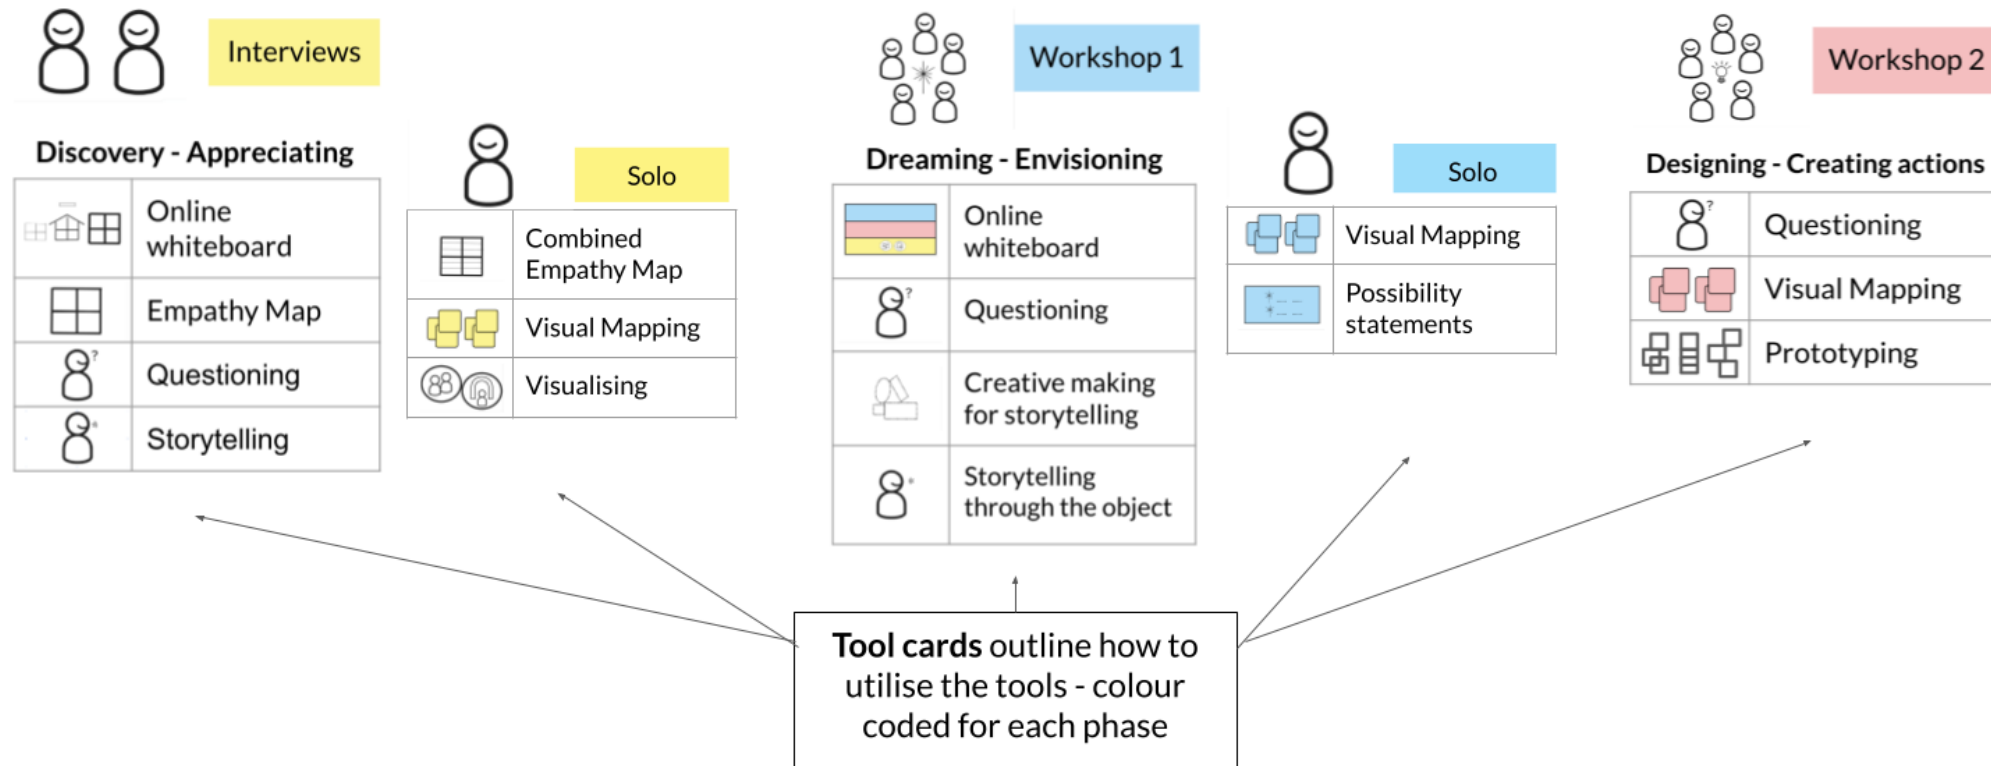 Interviews
Discovery - Appreciating
Online
whiteboard
Empathy Map
?
Questioning
Storytelling
Solo
Combined
Empathy Map
Visual Mapping
Visualising
Workshop 1
Dreaming - Envisioning
Online
whiteboard
?
Questioning
Creative making
for storytelling
Storytelling
through the object
Solo
Visual Mapping
Possibility
statements
Workshop 2
Designing - Creating actions
?
Questioning
Visual Mapping
Prototyping
Tool cards outline how to
utilise the tools - colour
coded for each phase